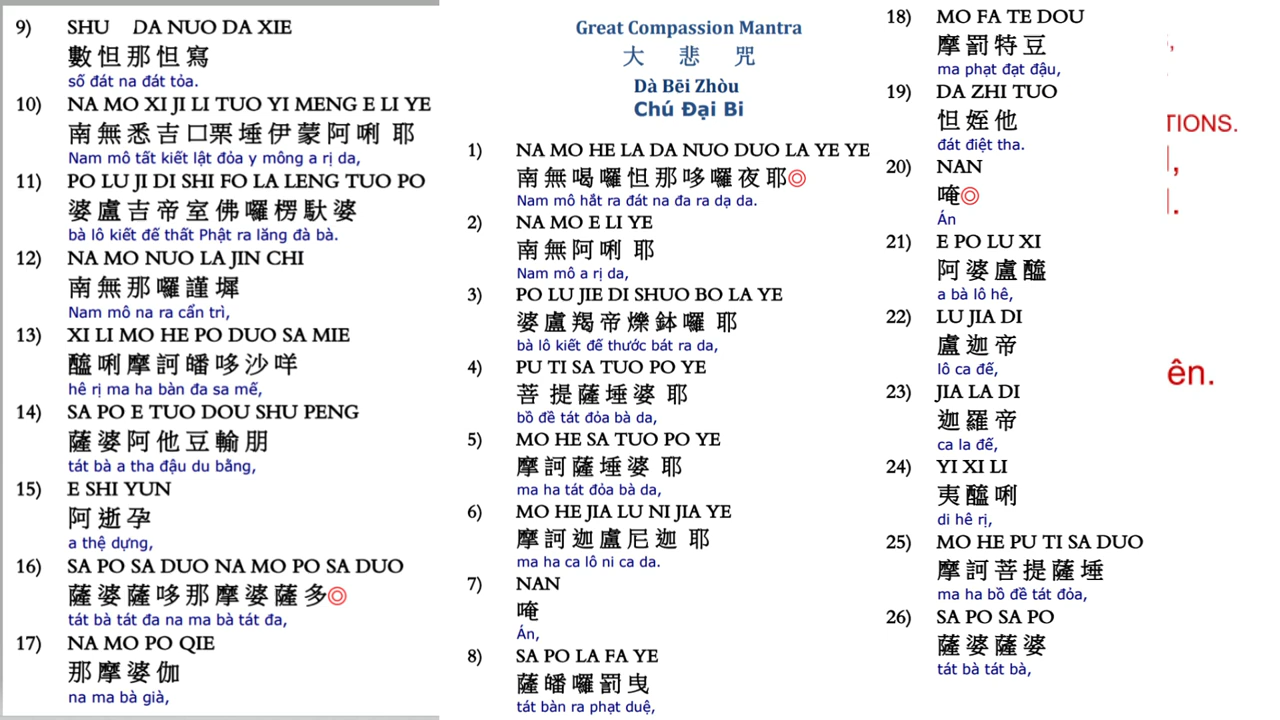 Great Compassion Mantra
大 悲 咒
Dà Bēi Zhòu
Chú Đại Bi
1) NA MO HE LA DA NUO DUO LA YE YE
南無喝囉怛那哆囉夜耶◎
Nam mô hắt ra đát na đa ra dạ da.
2) NA MO E LI YE
南無阿唎 耶
Nam mô a rị da,
3) PO LU JIE DI SHUO BO LA YE
婆盧羯帝爍鉢囉 耶
bà lô kiết đế thước bát ra da,
4) PU TI SA TUO PO YE
菩 提薩埵婆 耶
bồ đề tát đỏa bà da,
5) MO HE SA TUO PO YE
摩訶薩埵婆 耶
ma ha tát đỏa bà da,
6) MO HE JIA LU NI JIA YE
摩訶迦盧尼迦 耶
ma ha ca lô ni ca da.
7) NAN
唵
Án,
8) SA PO LA FA YE
薩皤囉罰曳
tát bàn ra phạt duệ,
9) SHU DA NUO DA XIE
數怛那怛寫
số đát na đát tỏa.
10) NA MO XI JI LI TUO YI MENG E LI YE
南無悉吉口栗埵伊蒙阿唎 耶
Nam mô tất kiết lật đỏa y mông a rị da,
11) PO LU JI DI SHI FO LA LENG TUO PO
婆盧吉帝室佛囉楞馱婆
bà lô kiết đế thất Phật ra lăng đà bà.
12) NA MO NUO LA JIN CHI
南無那囉謹墀
Nam mô na ra cẩn trì,
13) XI LI MO HE PO DUO SA MIE
醯唎摩訶皤哆沙咩
hê rị ma ha bàn đa sa mế,
14) SA PO E TUO DOU SHU PENG
薩婆阿他豆輸朋
tát bà a tha đậu du bằng,
15) E SHI YUN
阿逝孕
a thệ dựng,
16) SA PO SA DUO NA MO PO SA DUO
薩婆薩哆那摩婆薩多◎
tát bà tát đa na ma bà tát đa,
17) NA MO PO QIE
那摩婆伽
na ma bà già,
18) MO FA TE DOU
摩罰特豆
ma phạt đạt đậu,
19) DA ZHI TUO
怛姪他
đát điệt tha.
20) NAN
唵◎
Án
21) E PO LU XI
阿婆盧醯
a bà lô hê,
22) LU JIA DI
盧迦帝
lô ca đế,
23) JIA LA DI
迦羅帝
ca la đế,
24) YI XI LI
夷醯唎
di hê rị,
25) MO HE PU TI SA DUO
摩訶菩提薩埵
ma ha bồ đề tát đỏa,
26) SA PO SA PO
薩婆薩婆
tát bà tát bà,
TIONS.
ên.